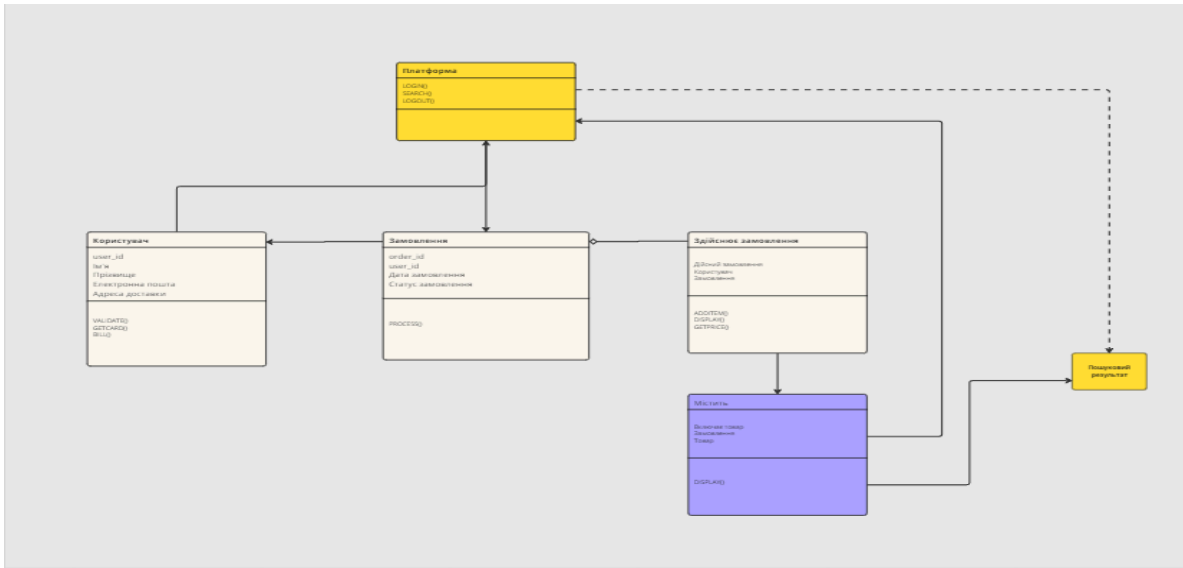 Платформа
LOGIN()
SEARCH()
LOGOUT()
Користувач
user_id
Ім'я
Прізвище
Електронна пошта
Адреса доставки
VALIDATE()
GETCARD()
BILL()
Замовлення
order_id
user_id
Дата замовлення
Статус замовлення
PROCESS()
Здійснює замовлення
Дійсний замовлення
Користувач
Замовлення
ADDITEM()
DISPLAY()
GETPRICE()
Містить
Включає товар
Замовлення
Товар
DISPLAY()
Пошуковий
результат